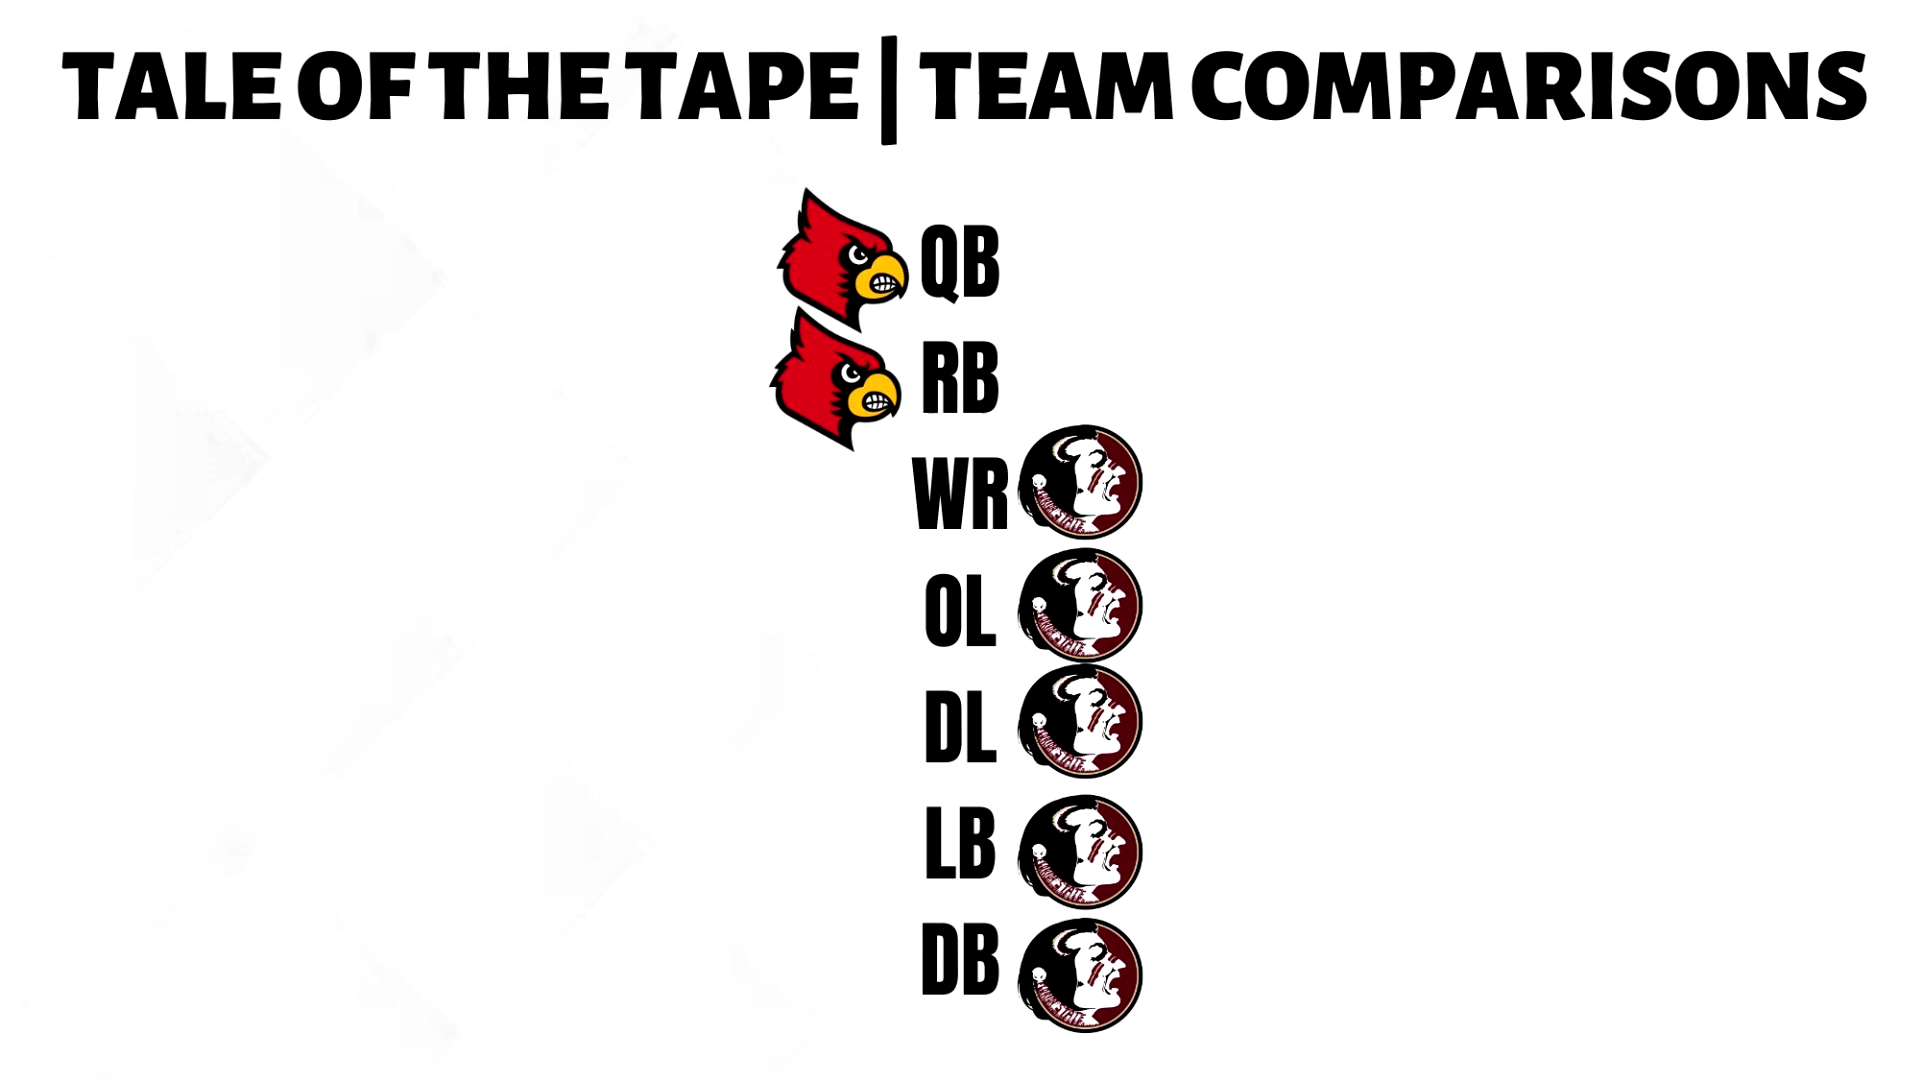 TALE OF THE TAPE | TEAM COMPARISONS
QB
RB
WR
OL
DL
LB
DB